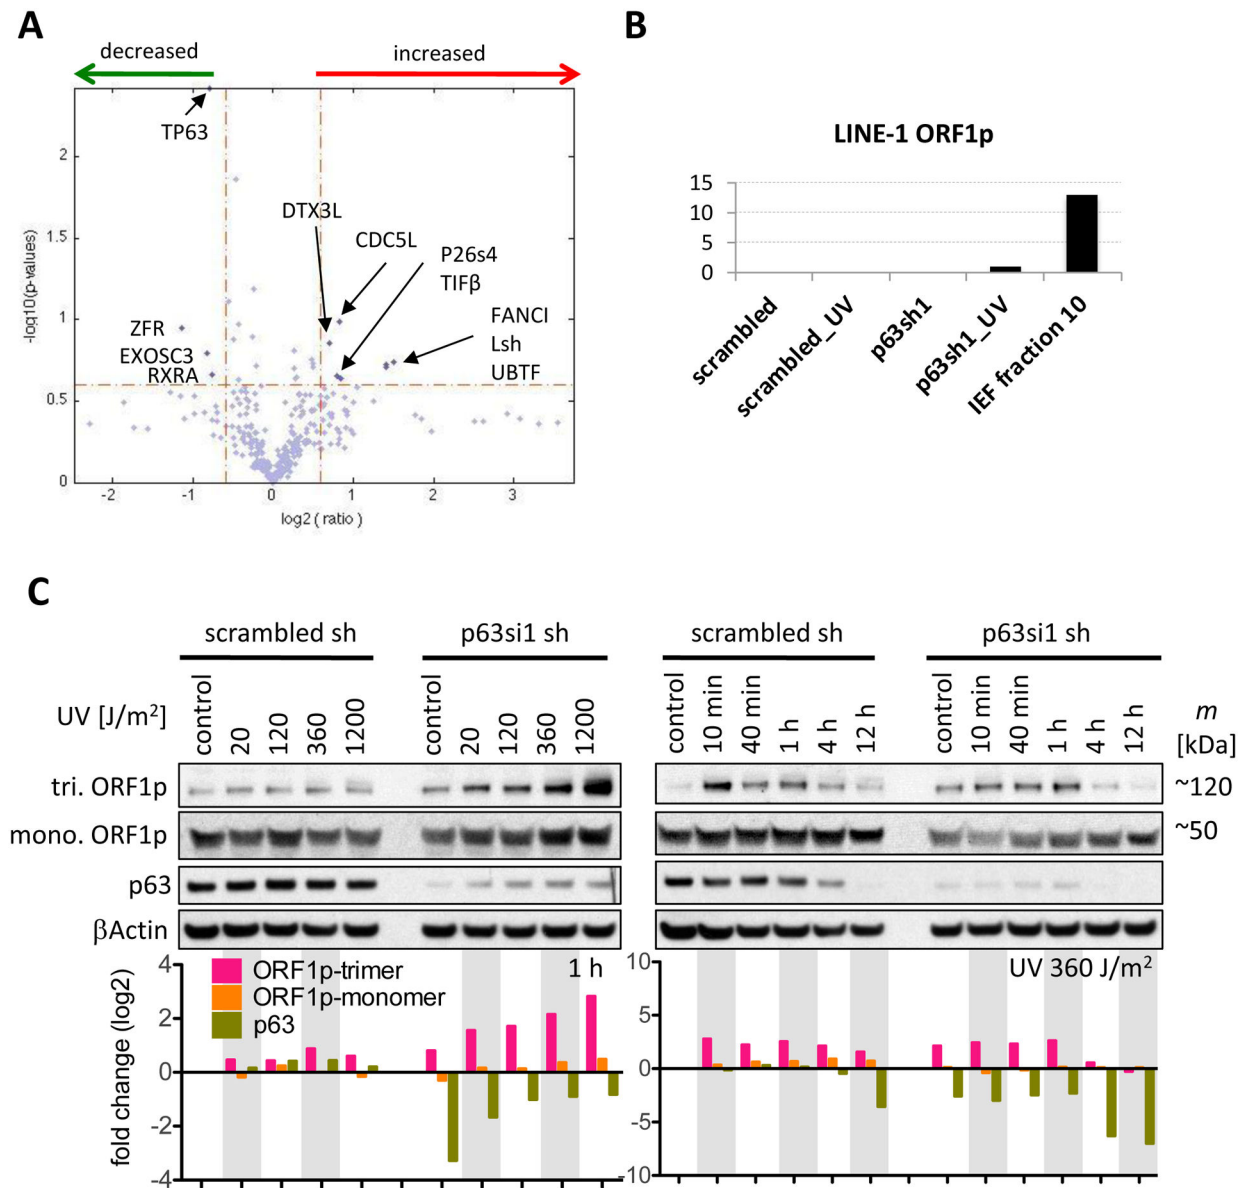 A
decreased
increased
TP63
DTX3L
CDC5L
P26s4
TIFβ
FANCI
Lsh
UBTF
ZFR
EXOSC3
RXRA
2
1.5
1
0.5
0
-log10(p-values)
-2 -1 0 1 2 3
log2 ( ratio )
B
LINE-1 ORF1p
15
10
5
0
scrambled
scrambled_UV
p63sh1
p63sh1_UV
IEF fraction 10
C
scrambled sh p63si1 sh scrambled sh p63si1 sh
UV [J/m²] control 20 120 360 1200 control 20 120 360 1200 control 10 min 40 min 1 h 4 h 12 h control 10 min 40 min 1 h 4 h 12 h
m
[kDa]
tri. ORF1p ~120
mono. ORF1p ~50
p63
βActin
fold change (log2)
4
2
0
-2
-4
ORF1p-trimer
ORF1p-monomer
p63
1 h
10
5
0
-5
-10
UV 360 J/m²